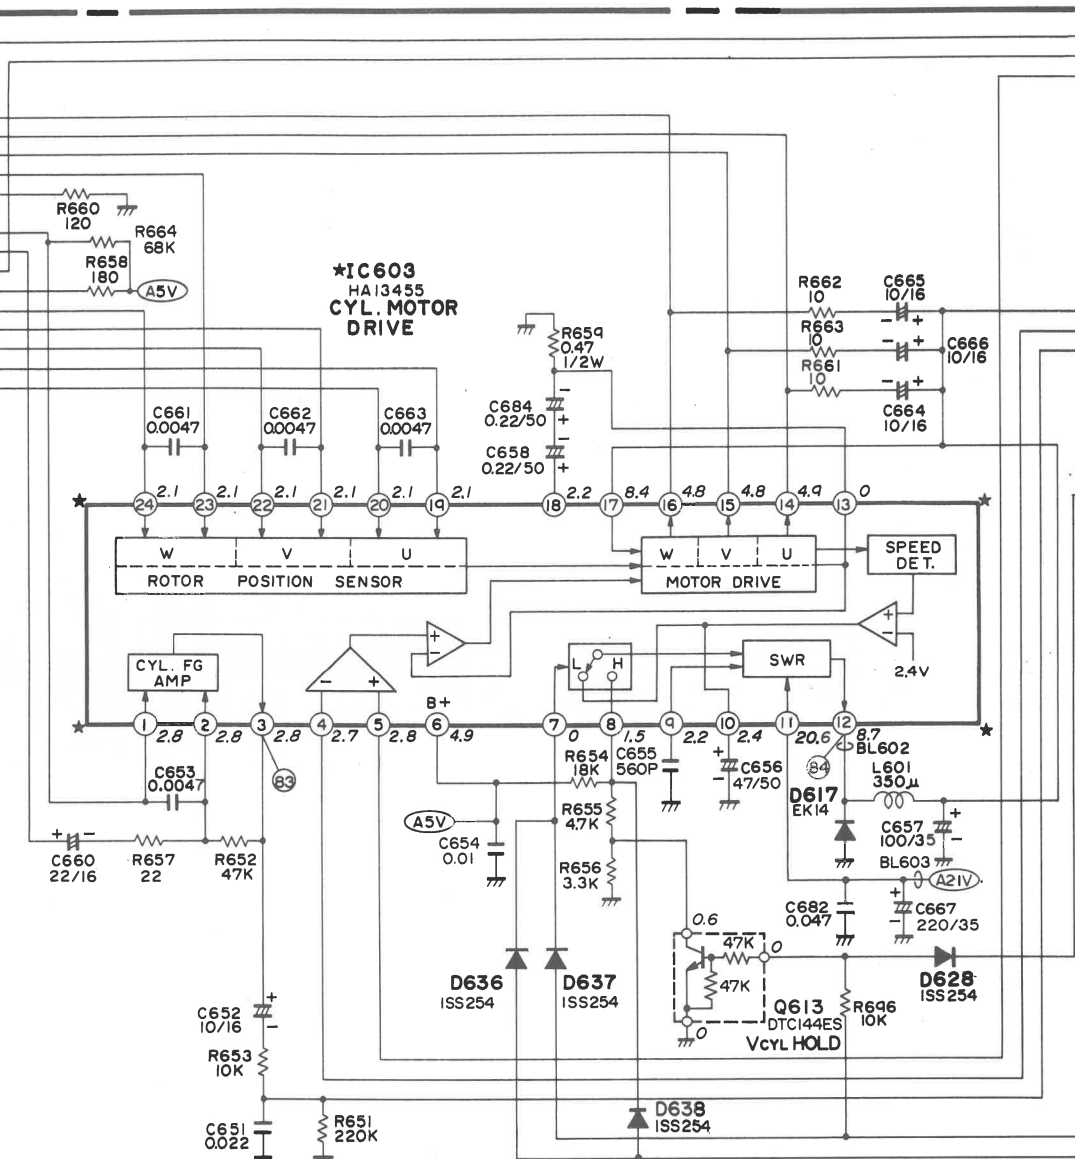 R660
120
R664
68K
R658
180
A5V
★IC603
HA13455
CYL. MOTOR
DRIVE
R659
0.47
1/2W
R662
10
C665
10/16
R663
10
C666
10/16
R661
10
C664
10/16
C661
0.0047
C662
0.0047
C663
0.0047
C684
0.22/50
C658
0.22/50
★ 24 2.1 23 2.1 22 2.1 21 2.1 20 2.1 19 2.1 18 2.2 17 8.4 16 4.8 15 4.8 14 4.9 13 0 ★
W V U
ROTOR POSITION SENSOR
W V U
MOTOR DRIVE
SPEED
DET.
+
−
2.4V
CYL. FG
AMP
− +
+
−
L H
SWR
B+
★ 1 2.8 2 2.8 3 2.8 4 2.7 5 2.8 6 4.9 7 0 8 1.5 9 2.2 10 2.4 11 20.6 12 8.7 ★
BL602
83
84
C653
0.0047
R654
18K
C655
560P
+
−
C656
47/50
D617
EK14
L601
350μ
R655
4.7K
A5V
C654
0.01
R656
3.3K
C657
100/35
+
−
BL603
A21V
+ −
C660
22/16
R657
22
R652
47K
C682
0.047
+
−
C667
220/35
0.6
47K
0
47K
0
D636
1SS254
D637
1SS254
Q613
DTC144ES
VCYL HOLD
D628
1SS254
R696
10K
C652
10/16
+
−
R653
10K
C651
0.022
R651
220K
D638
1SS254